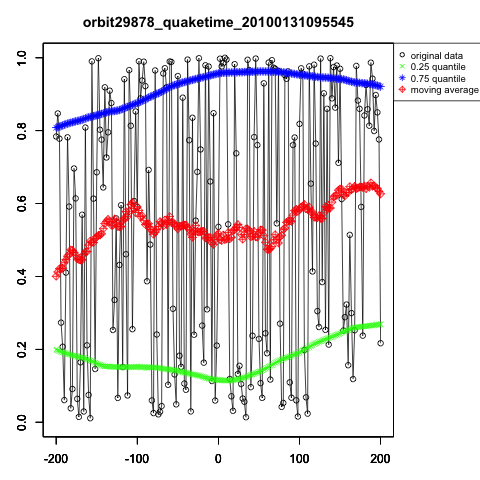 orbit29878_quaketime_20100131095545
original data
0.25 quantile
0.75 quantile
moving average
1.0
0.8
0.6
0.4
0.2
0.0
-200 -100 0 100 200